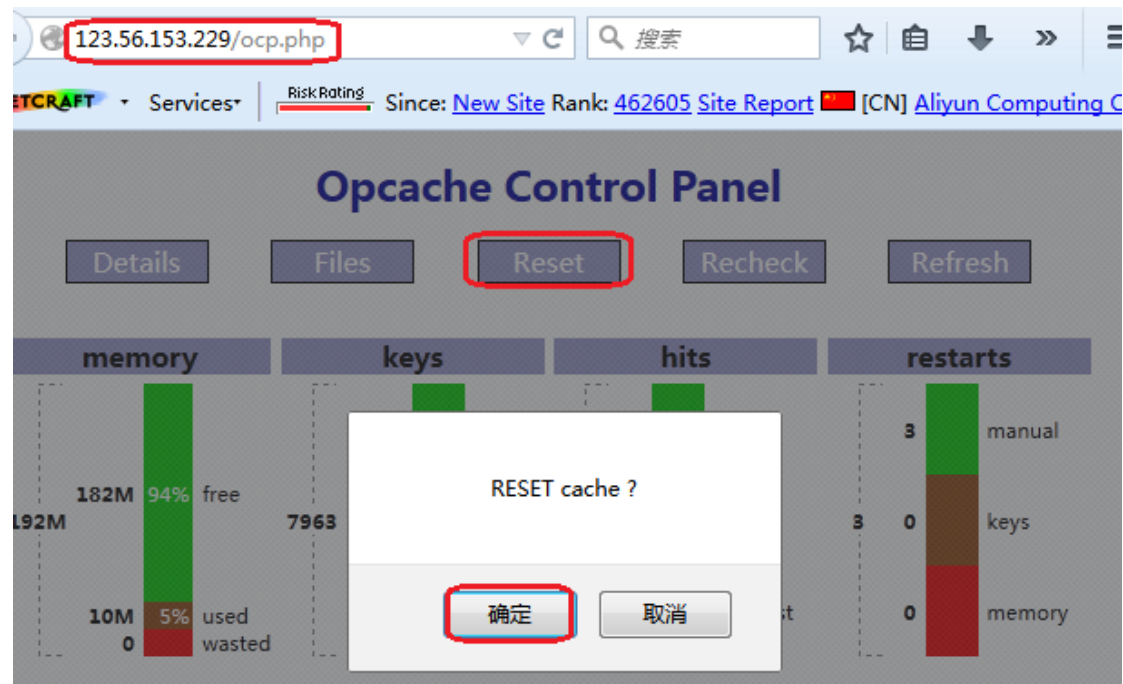 123.56.153.229/ocp.php
搜索
ETCRAFT Services Risk Rating Since: New Site Rank: 462605 Site Report [CN] Aliyun Computing C
Opcache Control Panel
Details Files Reset Recheck Refresh
memory keys hits restarts
3 manual
182M 94% free
192M 7963 3 0 keys
10M 5% used 0 memory
0 wasted
RESET cache ?
确定 取消
st